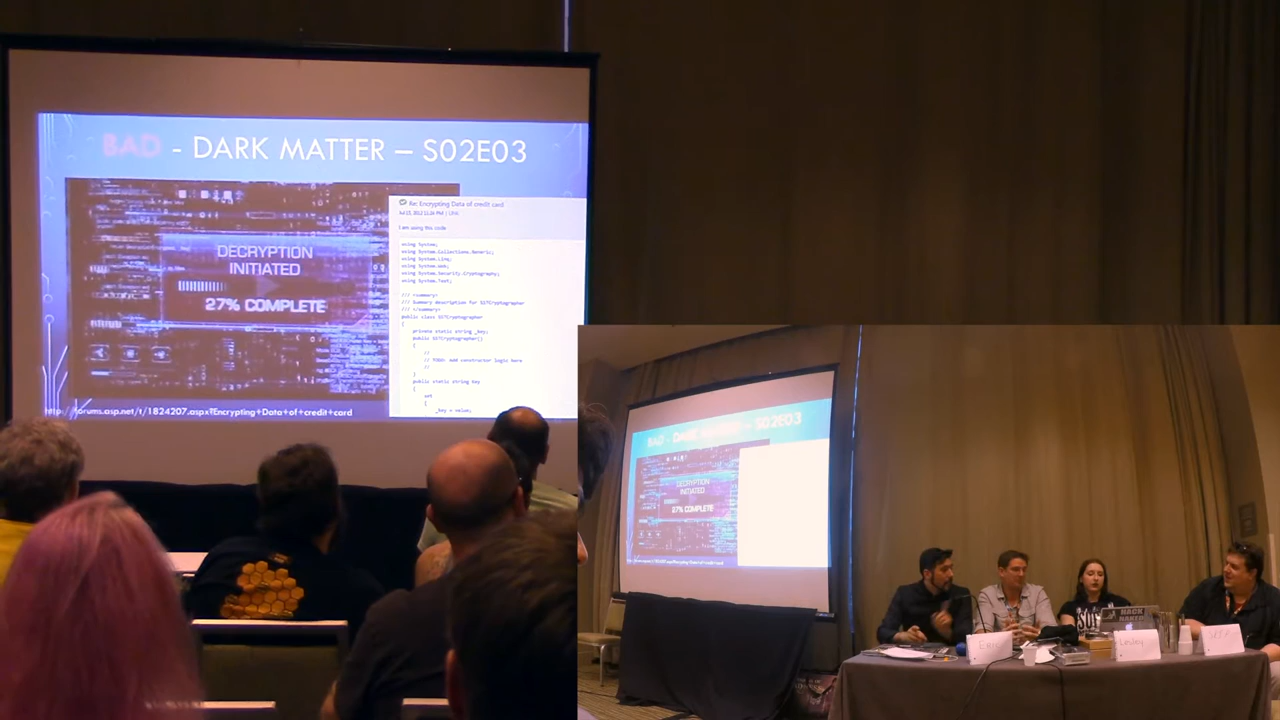 BAD - DARK MATTER – S02E03
DECRYPTION
INITIATED
27% COMPLETE
Re: Encrypting Data of credit card
I am using this code
using System;
using System.Collections.Generic;
using System.Linq;
using System.Web;
using System.Security.Cryptography;
using System.Text;
/// <summary>
/// Summary description for
/// </summary>
public class
{
private static string _key;
public
{
//
// TODO: Add constructor logic here
//
}
public static string Key
{
set
{
_key = value;
http://forums.asp.net/t/1824207.aspx?Encrypting+Data+of+credit+card
BAD - DARK MATTER - S02E03
DECRYPTION
INITIATED
27% COMPLETE
HACK
NAKED
Eric
Lesley